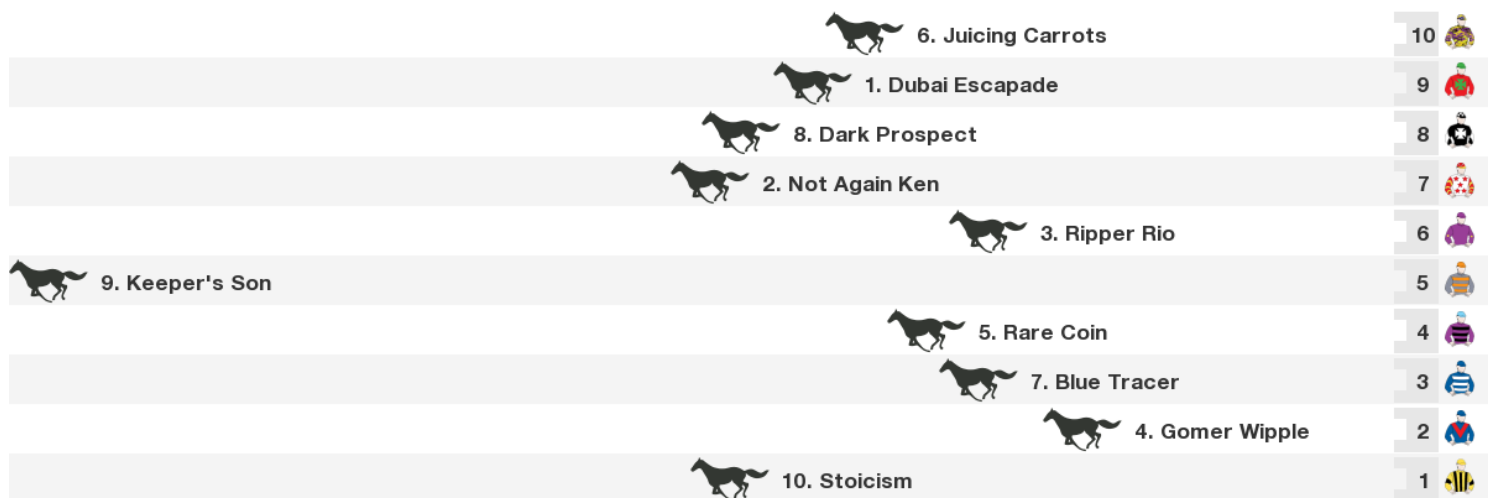 6. Juicing Carrots 10
1. Dubai Escapade 9
8. Dark Prospect 8
2. Not Again Ken 7
3. Ripper Rio 6
9. Keeper's Son 5
5. Rare Coin 4
7. Blue Tracer 3
4. Gomer Wipple 2
10. Stoicism 1